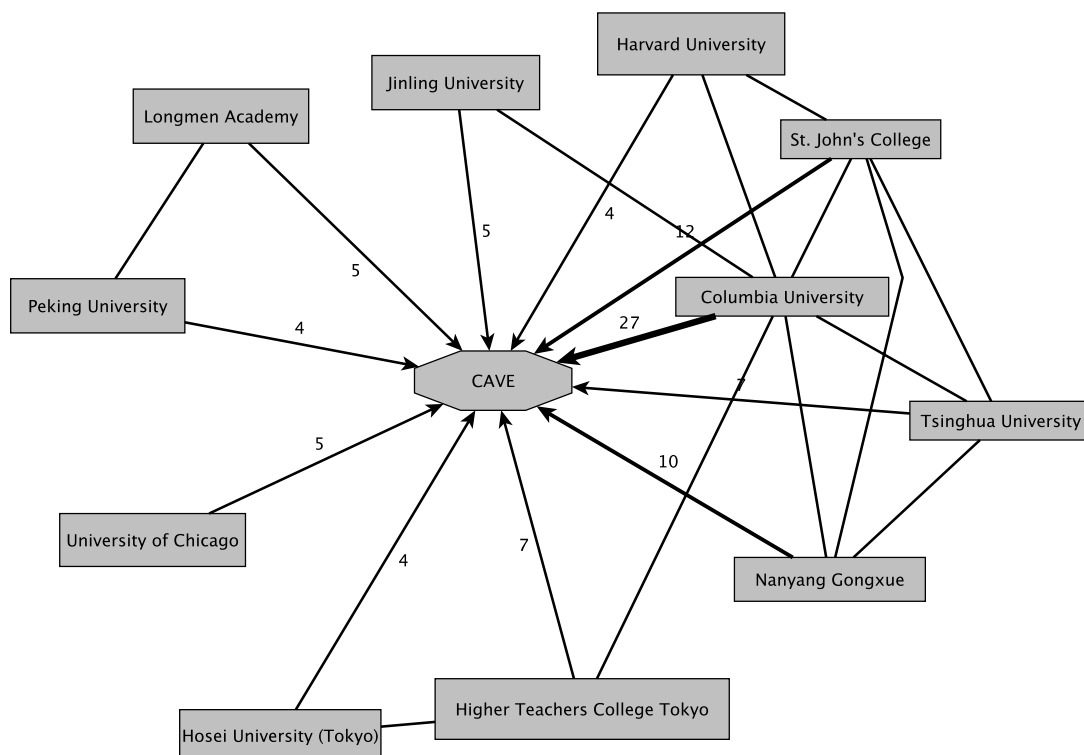 Harvard University
Jinling University
Longmen Academy
St. John's College
4
12
5
5
Peking University
Columbia University
4
27
CAVE
7
Tsinghua University
5
10
University of Chicago
4
7
Nanyang Gongxue
Higher Teachers College Tokyo
Hosei University (Tokyo)